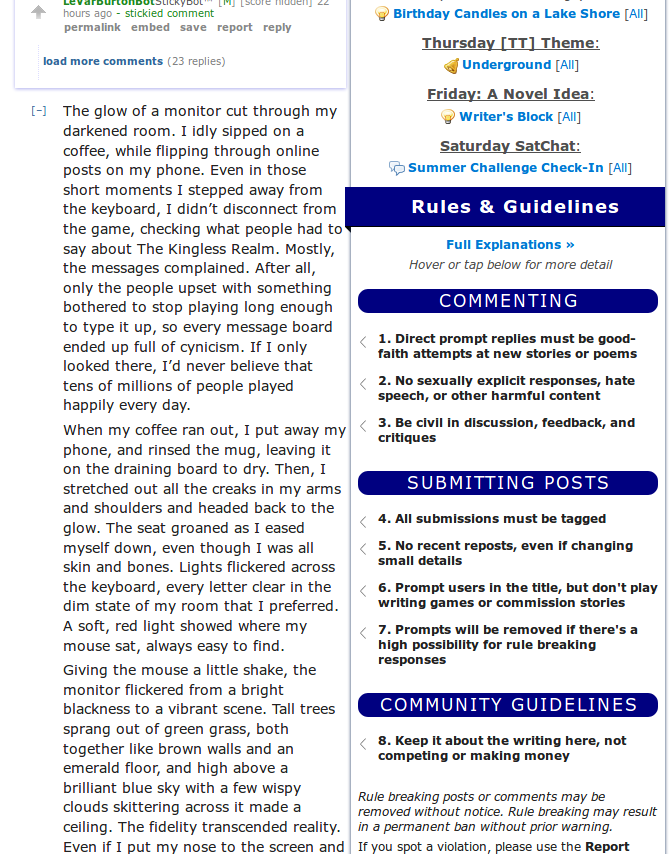 LeVarBurtonBotStickyBot™ [M] [score hidden] 22
hours ago - stickied comment
permalink embed save report reply
load more comments (23 replies)
[–] The glow of a monitor cut through my
darkened room. I idly sipped on a
coffee, while flipping through online
posts on my phone. Even in those
short moments I stepped away from
the keyboard, I didn’t disconnect from
the game, checking what people had to
say about The Kingless Realm. Mostly,
the messages complained. After all,
only the people upset with something
bothered to stop playing long enough
to type it up, so every message board
ended up full of cynicism. If I only
looked there, I’d never believe that
tens of millions of people played
happily every day.
When my coffee ran out, I put away my
phone, and rinsed the mug, leaving it
on the draining board to dry. Then, I
stretched out all the creaks in my arms
and shoulders and headed back to the
glow. The seat groaned as I eased
myself down, even though I was all
skin and bones. Lights flickered across
the keyboard, every letter clear in the
dim state of my room that I preferred.
A soft, red light showed where my
mouse sat, always easy to find.
Giving the mouse a little shake, the
monitor flickered from a bright
blackness to a vibrant scene. Tall trees
sprang out of green grass, both
together like brown walls and an
emerald floor, and high above a
brilliant blue sky with a few wispy
clouds skittering across it made a
ceiling. The fidelity transcended reality.
Even if I put my nose to the screen and
Birthday Candles on a Lake Shore [All]
Thursday [TT] Theme:
Underground [All]
Friday: A Novel Idea:
Writer's Block [All]
Saturday SatChat:
Summer Challenge Check-In [All]
Rules & Guidelines
Full Explanations »
Hover or tap below for more detail
COMMENTING
1. Direct prompt replies must be good-
faith attempts at new stories or poems
2. No sexually explicit responses, hate
speech, or other harmful content
3. Be civil in discussion, feedback, and
critiques
SUBMITTING POSTS
4. All submissions must be tagged
5. No recent reposts, even if changing
small details
6. Prompt users in the title, but don't play
writing games or commission stories
7. Prompts will be removed if there's a
high possibility for rule breaking
responses
COMMUNITY GUIDELINES
8. Keep it about the writing here, not
competing or making money
Rule breaking posts or comments may be
removed without notice. Rule breaking may result
in a permanent ban without prior warning.
If you spot a violation, please use the Report